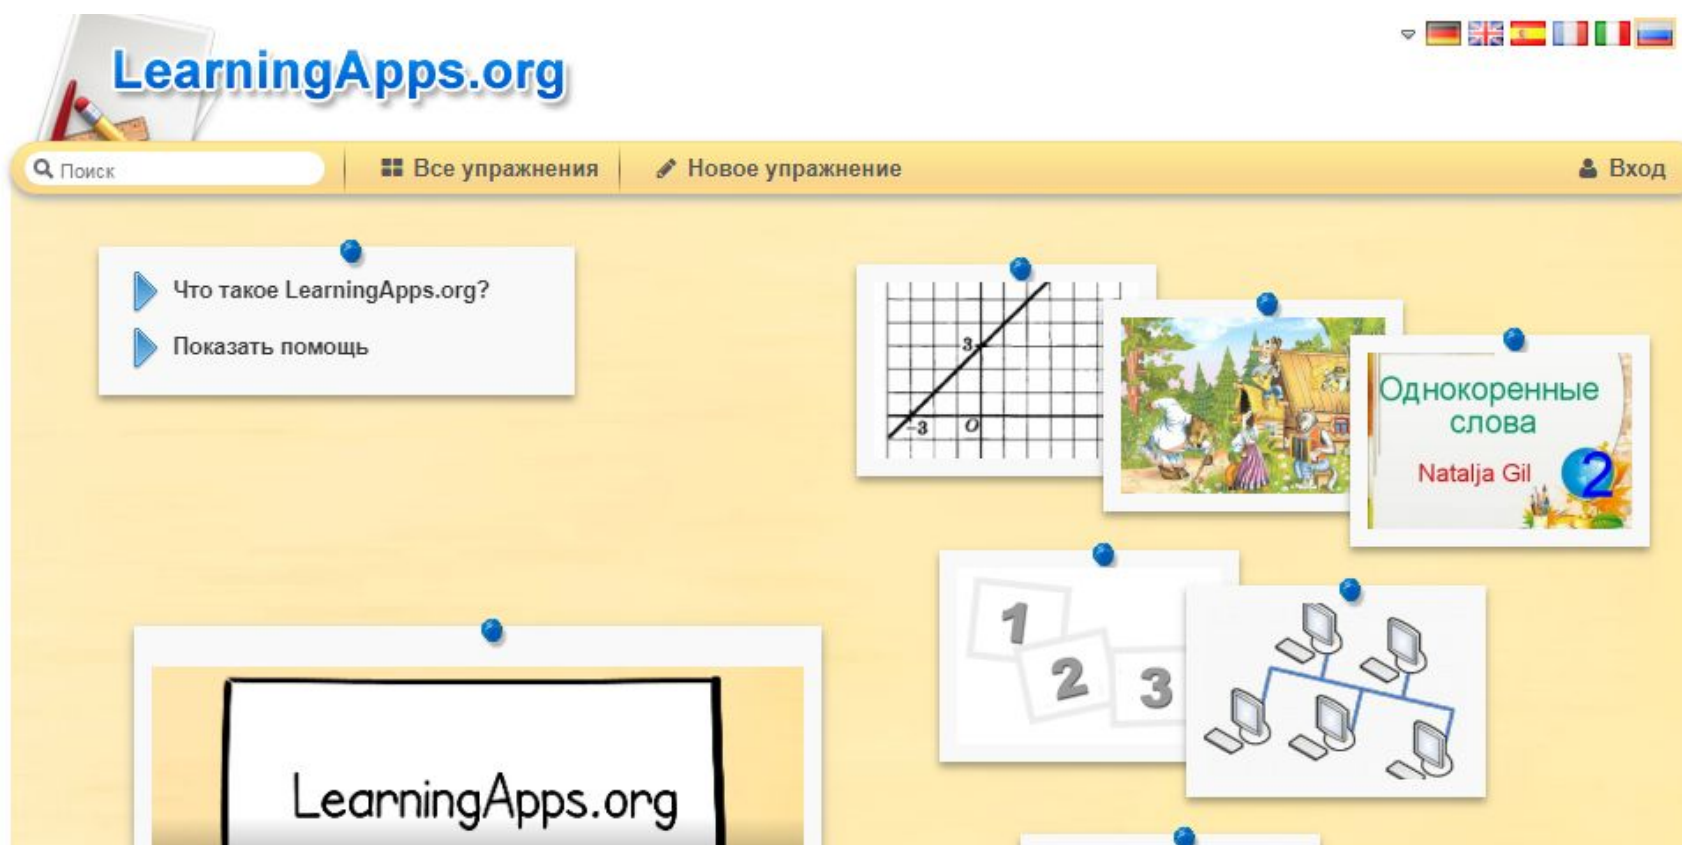 LearningApps.org
Поиск
Все упражнения
Новое упражнение
Вход
Что такое LearningApps.org?
Показать помощь
3
-3
O
Однокоренные
слова
Natalja Gil
2
1
2
3
LearningApps.org